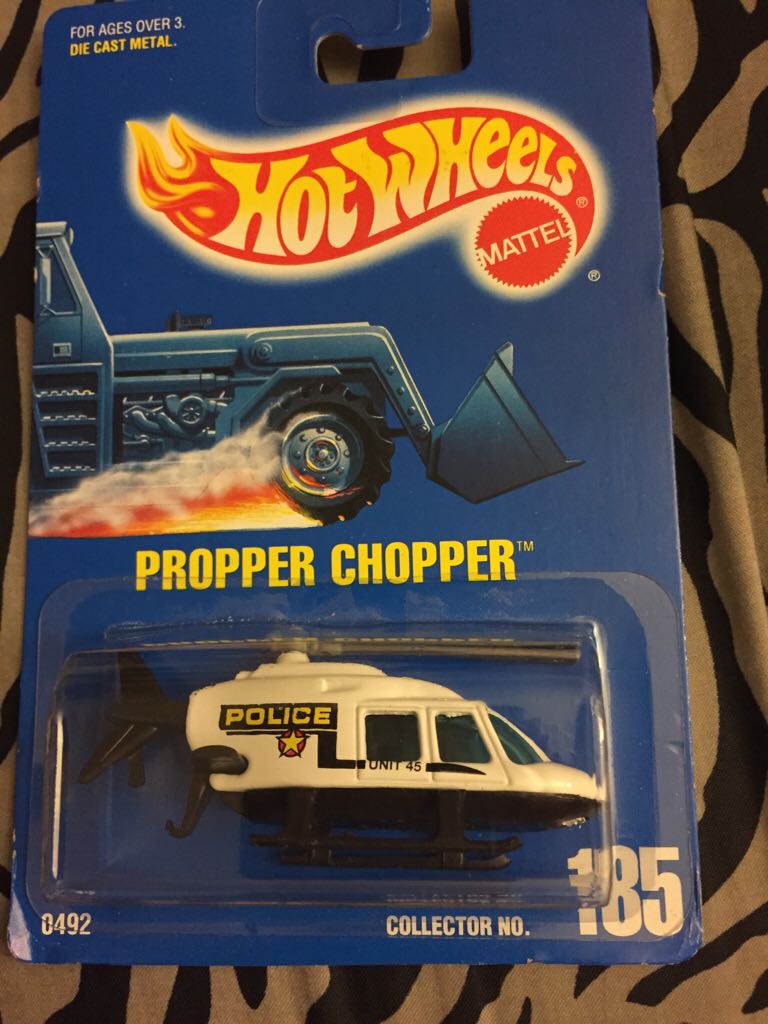 FOR AGES OVER 3.
DIE CAST METAL.
HOT WHEELS®
MATTEL
®
PROPPER CHOPPER™
POLICE
UNIT 45
0492
COLLECTOR NO. 185